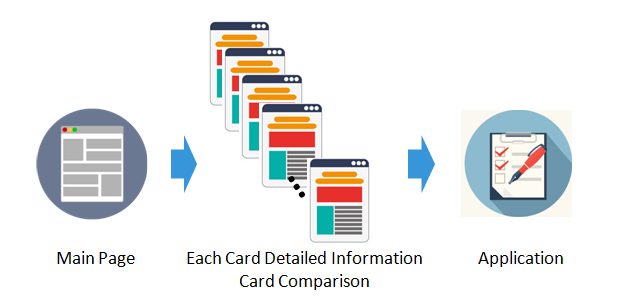 Main Page
Each Card Detailed Information
Card Comparison
Application